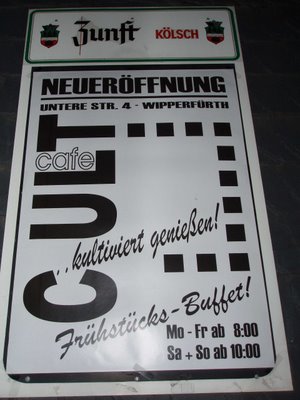 Zunft KÖLSCH
NEUERÖFFNUNG
UNTERE STR. 4 - WIPPERFÜRTH
CULT
cafe
..kultiviert genießen!
Frühstücks-Buffet!
Mo - Fr ab 8:00
Sa + So ab 10:00